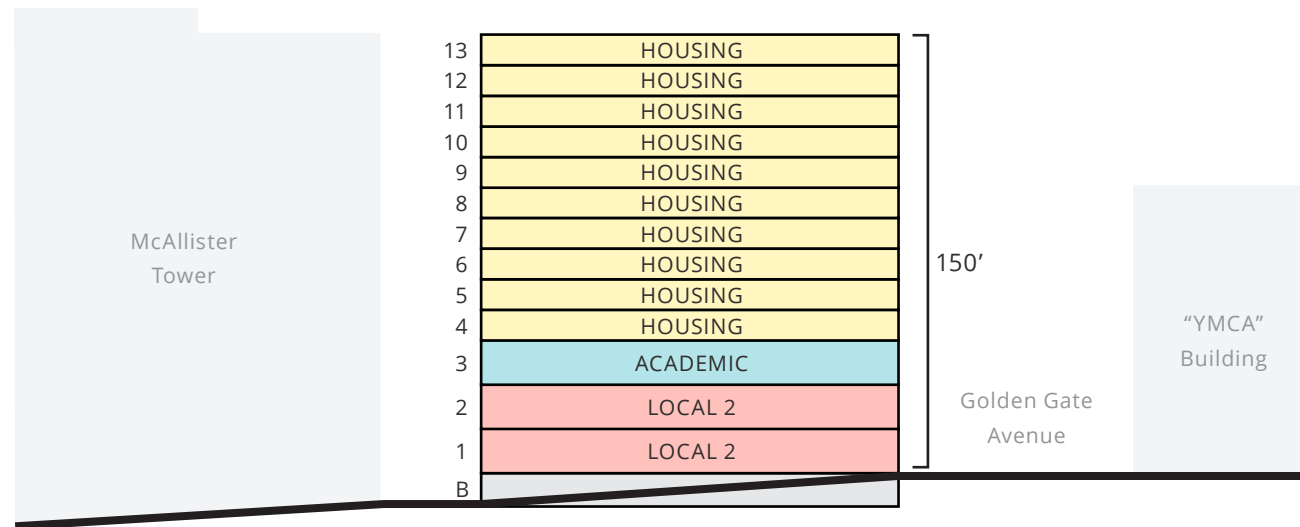 13 HOUSING
12 HOUSING
11 HOUSING
10 HOUSING
9 HOUSING
8 HOUSING
7 HOUSING
6 HOUSING
5 HOUSING
4 HOUSING
3 ACADEMIC
2 LOCAL 2
1 LOCAL 2
B
McAllister
Tower
150’
Golden Gate
Avenue
“YMCA”
Building